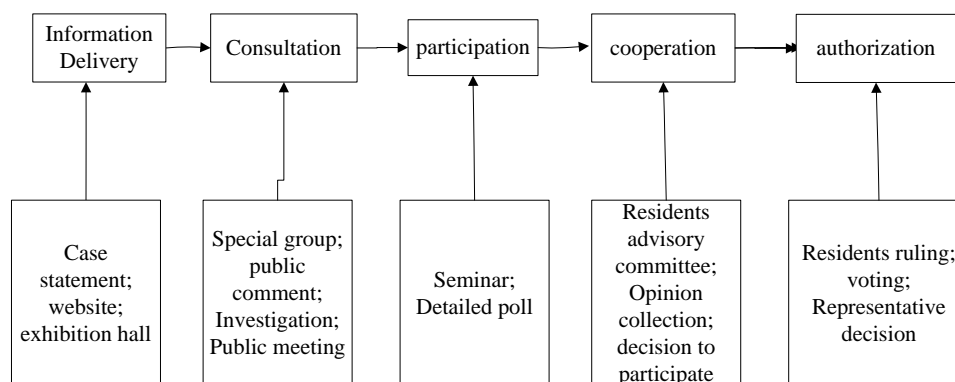 Information
Delivery
Consultation
participation
cooperation
authorization
Case
statement;
website;
exhibition hall
Special group;
public
comment;
Investigation;
Public meeting
Seminar;
Detailed poll
Residents
advisory
committee;
Opinion
collection;
decision to
participate
Residents ruling;
voting;
Representative
decision